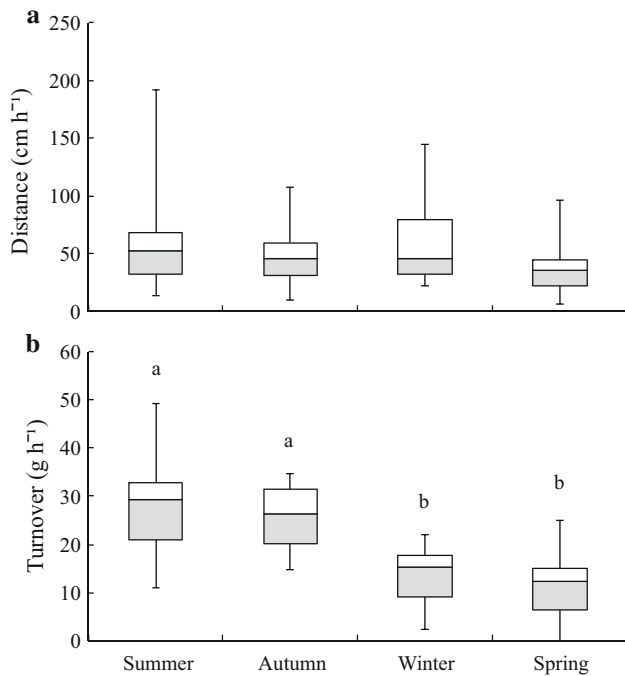 a
250
200
150
100
50
0
Distance (cm h⁻¹)
b
60
50
40
30
20
10
0
Turnover (g h⁻¹)
a
a
b
b
Summer Autumn Winter Spring